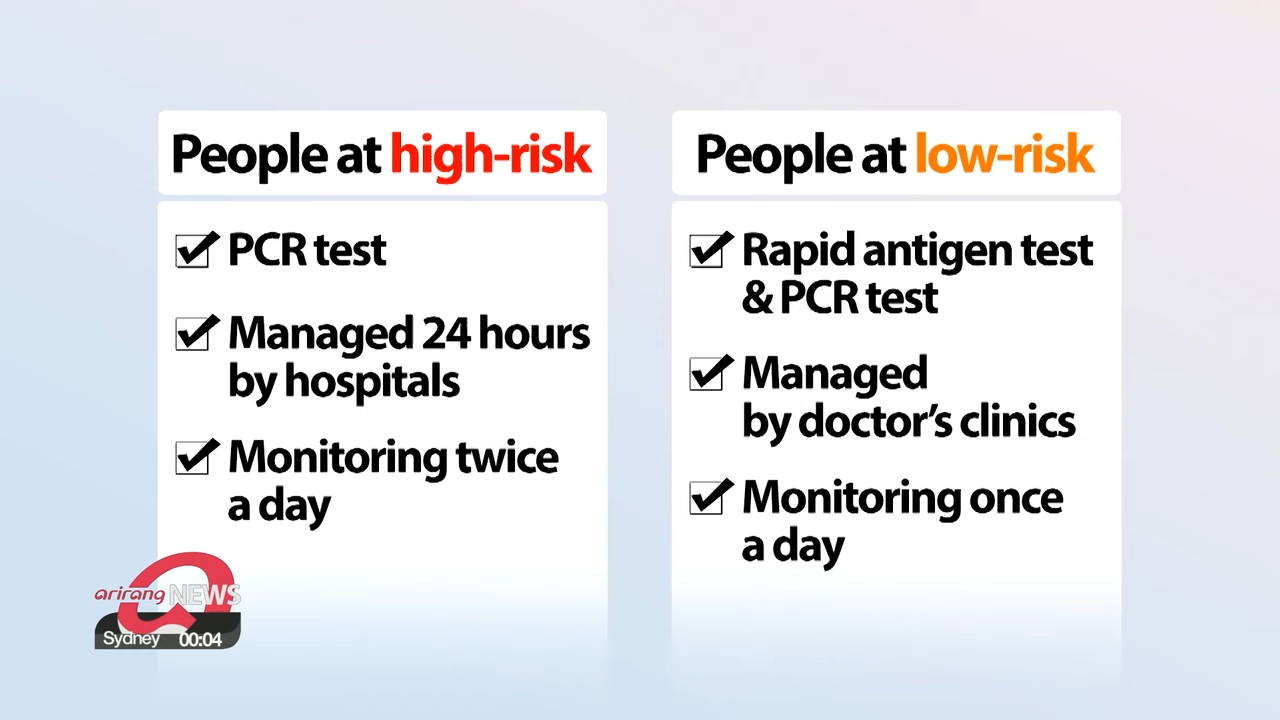 People at high-risk
PCR test
Managed 24 hours
by hospitals
Monitoring twice
a day
People at low-risk
Rapid antigen test
& PCR test
Managed
by doctor’s clinics
Monitoring once
a day
arirang NEWS
Sydney 00:04